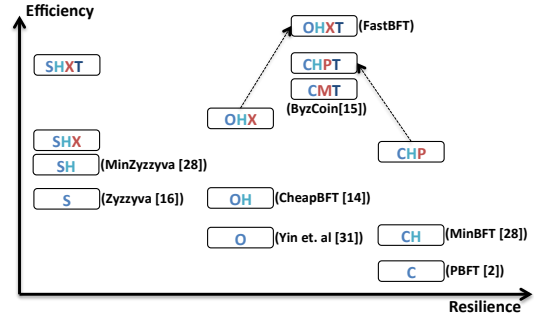 Efficiency
OHXT (FastBFT)
SHXT
CHPT
CMT
(ByzCoin[15])
OHX
SHX
CHP
SH (MinZyzzyva [28])
S (Zyzzyva [16])
OH (CheapBFT [14])
O (Yin et. al [31])
CH (MinBFT [28])
C (PBFT [2])
Resilience